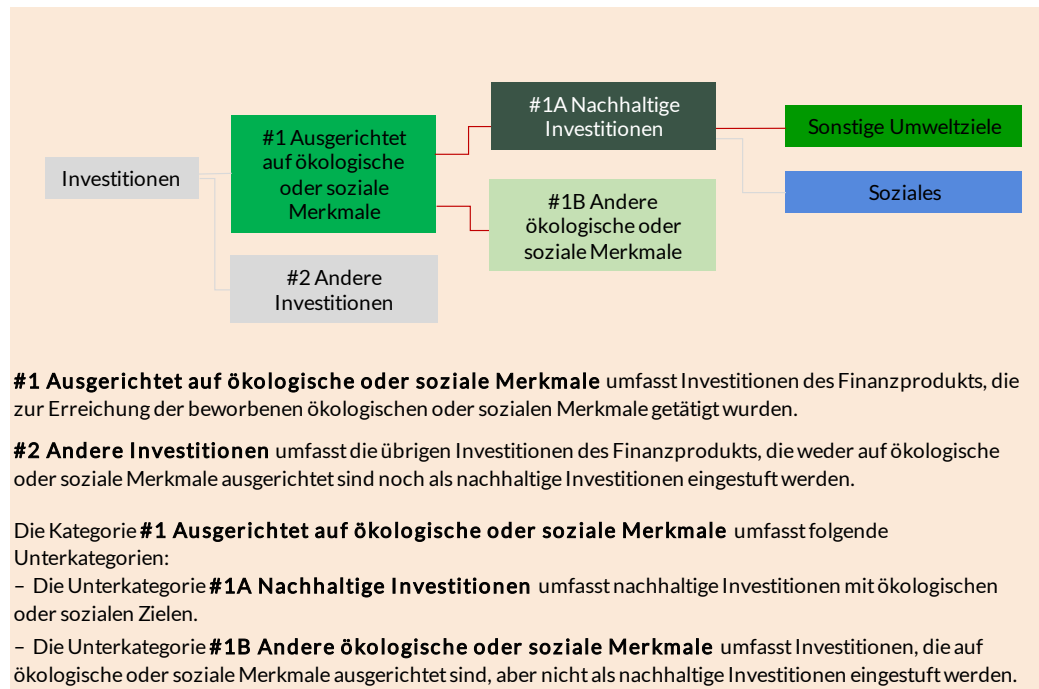 Investitionen
#1 Ausgerichtet
auf ökologische
oder soziale
Merkmale
#2 Andere
Investitionen
#1A Nachhaltige
Investitionen
#1B Andere
ökologische oder
soziale Merkmale
Sonstige Umweltziele
Soziales
#1 Ausgerichtet auf ökologische oder soziale Merkmale umfasst Investitionen des Finanzprodukts, die
zur Erreichung der beworbenen ökologischen oder sozialen Merkmale getätigt wurden.
#2 Andere Investitionen umfasst die übrigen Investitionen des Finanzprodukts, die weder auf ökologische
oder soziale Merkmale ausgerichtet sind noch als nachhaltige Investitionen eingestuft werden.
Die Kategorie #1 Ausgerichtet auf ökologische oder soziale Merkmale umfasst folgende
Unterkategorien:
– Die Unterkategorie #1A Nachhaltige Investitionen umfasst nachhaltige Investitionen mit ökologischen
oder sozialen Zielen.
– Die Unterkategorie #1B Andere ökologische oder soziale Merkmale umfasst Investitionen, die auf
ökologische oder soziale Merkmale ausgerichtet sind, aber nicht als nachhaltige Investitionen eingestuft werden.